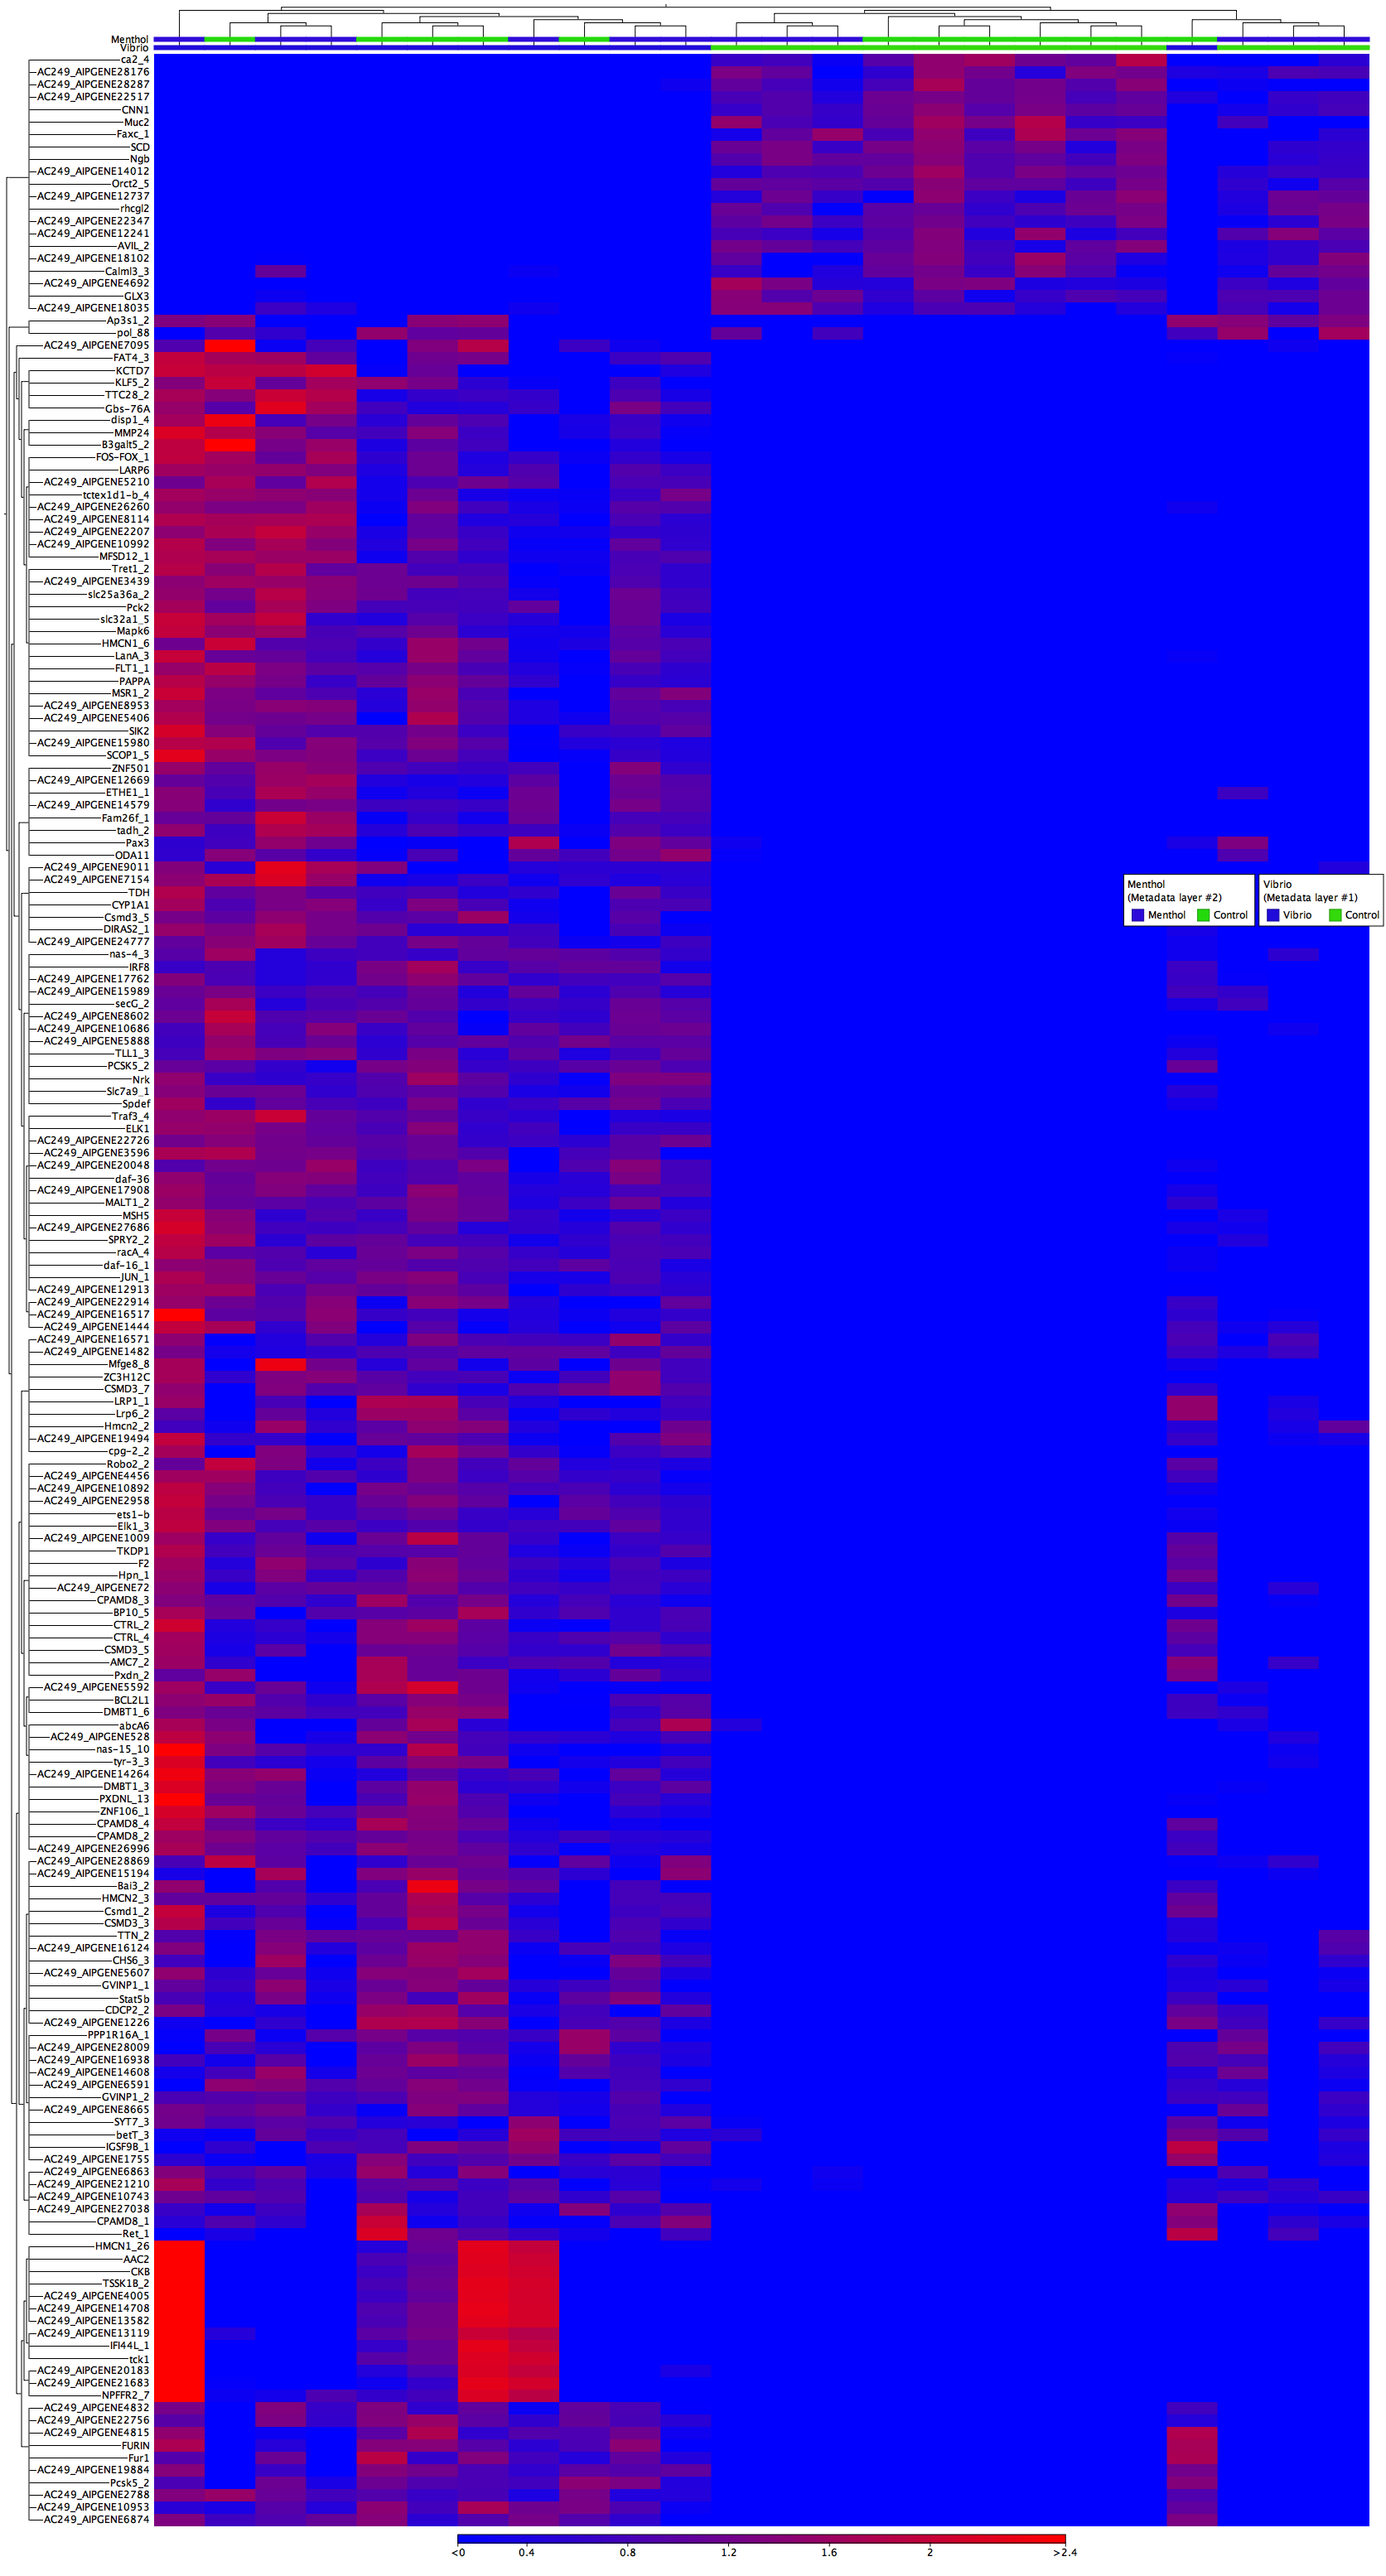 Menthol
Vibrio
ca2_4
AC249_AIPGENE28176
AC249_AIPGENE28287
AC249_AIPGENE22517
CNN1
Muc2
Faxc_1
SCD
Ngb
AC249_AIPGENE14012
Orct2_5
AC249_AIPGENE12737
rhcgl2
AC249_AIPGENE22347
AC249_AIPGENE12241
AVIL_2
AC249_AIPGENE18102
Calml3_3
AC249_AIPGENE4692
GLX3
AC249_AIPGENE18035
Ap3s1_2
pol_88
AC249_AIPGENE7095
FAT4_3
KCTD7
KLF5_2
TTC28_2
Gbs-76A
disp1_4
MMP24
B3galt5_2
FOS-FOX_1
LARP6
AC249_AIPGENE5210
tctex1d1-b_4
AC249_AIPGENE26260
AC249_AIPGENE8114
AC249_AIPGENE2207
AC249_AIPGENE10992
MFSD12_1
Tret1_2
AC249_AIPGENE3439
slc25a36a_2
Pck2
slc32a1_5
Mapk6
HMCN1_6
LanA_3
FLT1_1
PAPPA
MSR1_2
AC249_AIPGENE8953
AC249_AIPGENE5406
SIK2
AC249_AIPGENE15980
SCOP1_5
ZNF501
AC249_AIPGENE12669
ETHE1_1
AC249_AIPGENE14579
Fam26f_1
tadh_2
Pax3
ODA11
AC249_AIPGENE9011
AC249_AIPGENE7154
TDH
CYP1A1
Csmd3_5
DIRAS2_1
AC249_AIPGENE24777
nas-4_3
IRF8
AC249_AIPGENE17762
AC249_AIPGENE15989
secG_2
AC249_AIPGENE8602
AC249_AIPGENE10686
AC249_AIPGENE5888
TLL1_3
PCSK5_2
Nrk
Slc7a9_1
Spdef
Traf3_4
ELK1
AC249_AIPGENE22726
AC249_AIPGENE3596
AC249_AIPGENE20048
daf-36
AC249_AIPGENE17908
MALT1_2
MSH5
AC249_AIPGENE27686
SPRY2_2
racA_4
daf-16_1
JUN_1
AC249_AIPGENE12913
AC249_AIPGENE22914
AC249_AIPGENE16517
AC249_AIPGENE1444
AC249_AIPGENE16571
AC249_AIPGENE1482
Mfge8_8
ZC3H12C
CSMD3_7
LRP1_1
Lrp6_2
Hmcn2_2
AC249_AIPGENE19494
cpg-2_2
Robo2_2
AC249_AIPGENE4456
AC249_AIPGENE10892
AC249_AIPGENE2958
ets1-b
Elk1_3
AC249_AIPGENE1009
TKDP1
F2
Hpn_1
AC249_AIPGENE72
CPAMD8_3
BP10_5
CTRL_2
CTRL_4
CSMD3_5
AMC7_2
Pxdn_2
AC249_AIPGENE5592
BCL2L1
DMBT1_6
abcA6
AC249_AIPGENE528
nas-15_10
tyr-3_3
AC249_AIPGENE14264
DMBT1_3
PXDNL_13
ZNF106_1
CPAMD8_4
CPAMD8_2
AC249_AIPGENE26996
AC249_AIPGENE28869
AC249_AIPGENE15194
Bai3_2
HMCN2_3
Csmd1_2
CSMD3_3
TTN_2
AC249_AIPGENE16124
CHS6_3
AC249_AIPGENE5607
GVINP1_1
Stat5b
CDCP2_2
AC249_AIPGENE1226
PPP1R16A_1
AC249_AIPGENE28009
AC249_AIPGENE16938
AC249_AIPGENE14608
AC249_AIPGENE6591
GVINP1_2
AC249_AIPGENE8665
SYT7_3
betT_3
IGSF9B_1
AC249_AIPGENE1755
AC249_AIPGENE6863
AC249_AIPGENE21210
AC249_AIPGENE10743
AC249_AIPGENE27038
CPAMD8_1
Ret_1
HMCN1_26
AAC2
CKB
TSSK1B_2
AC249_AIPGENE4005
AC249_AIPGENE14708
AC249_AIPGENE13582
AC249_AIPGENE13119
IFI44L_1
tck1
AC249_AIPGENE20183
AC249_AIPGENE21683
NPFFR2_7
AC249_AIPGENE4832
AC249_AIPGENE22756
AC249_AIPGENE4815
FURIN
Fur1
AC249_AIPGENE19884
Pcsk5_2
AC249_AIPGENE2788
AC249_AIPGENE10953
AC249_AIPGENE6874
Menthol
(Metadata layer #2)
Menthol Control
Vibrio
(Metadata layer #1)
Vibrio Control
<0 0.4 0.8 1.2 1.6 2 >2.4